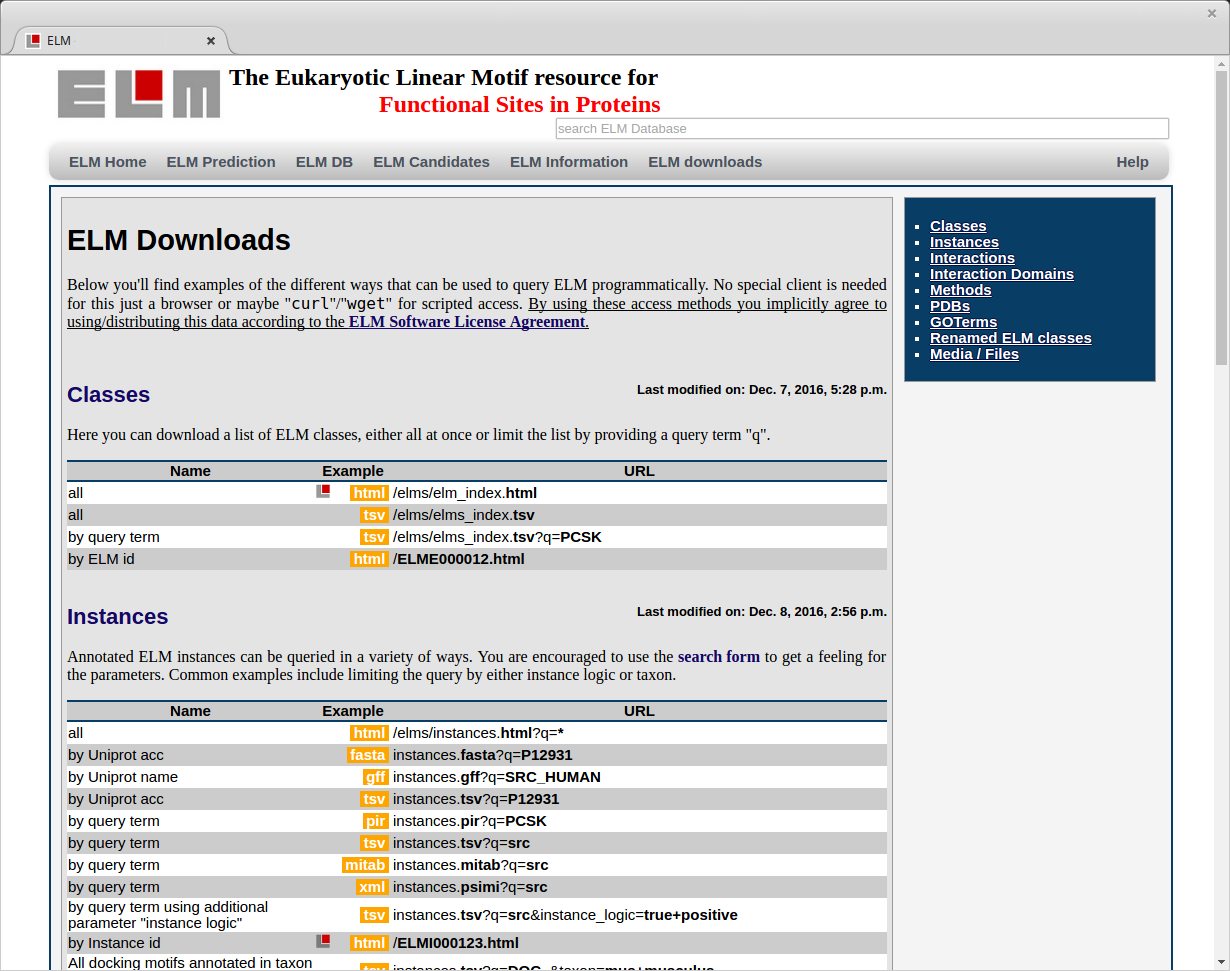 ELM
ELM
The Eukaryotic Linear Motif resource for
Functional Sites in Proteins
search ELM Database
ELM Home ELM Prediction ELM DB ELM Candidates ELM Information ELM downloads Help
ELM Downloads
Below you'll find examples of the different ways that can be used to query ELM programmatically. No special client is needed
for this just a browser or maybe "curl"/"wget" for scripted access. By using these access methods you implicitly agree to
using/distributing this data according to the ELM Software License Agreement.
Classes
Last modified on: Dec. 7, 2016, 5:28 p.m.
Here you can download a list of ELM classes, either all at once or limit the list by providing a query term "q".
Name Example URL
all html /elms/elm_index.html
all tsv /elms/elms_index.tsv
by query term tsv /elms/elms_index.tsv?q=PCSK
by ELM id html /ELME000012.html
Instances
Last modified on: Dec. 8, 2016, 2:56 p.m.
Annotated ELM instances can be queried in a variety of ways. You are encouraged to use the search form to get a feeling for
the parameters. Common examples include limiting the query by either instance logic or taxon.
Name Example URL
all html /elms/instances.html?q=*
by Uniprot acc fasta instances.fasta?q=P12931
by Uniprot name gff instances.gff?q=SRC_HUMAN
by Uniprot acc tsv instances.tsv?q=P12931
by query term pir instances.pir?q=PCSK
by query term tsv instances.tsv?q=src
by query term mitab instances.mitab?q=src
by query term xml instances.psimi?q=src
by query term using additional
parameter "instance logic" tsv instances.tsv?q=src&instance_logic=true+positive
by Instance id html /ELMI000123.html
All docking motifs annotated in taxon
tsv instances.tsv?q=DOC_&taxon=mus+musculus
Classes
Instances
Interactions
Interaction Domains
Methods
PDBs
GOTerms
Renamed ELM classes
Media / Files